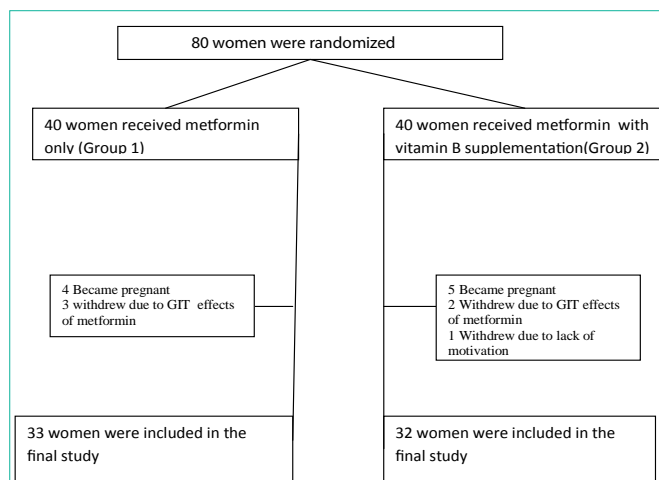 80 women were randomized
40 women received metformin
only (Group 1)
40 women received metformin with
vitamin B supplementation(Group 2)
4 Became pregnant
3 withdrew due to GIT effects
of metformin
5 Became pregnant
2 Withdrew due to GIT effects
of metformin
1 Withdrew due to lack of
motivation
33 women were included in the
final study
32 women were included in the
final study